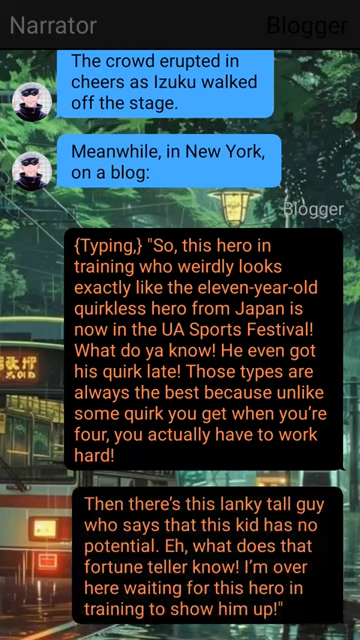 Narrator
Blogger
The crowd erupted in
cheers as Izuku walked
off the stage.
Meanwhile, in New York,
on a blog:
Blogger
{Typing,} "So, this hero in
training who weirdly looks
exactly like the eleven-year-old
quirkless hero from Japan is
now in the UA Sports Festival!
What do ya know! He even got
his quirk late! Those types are
always the best because unlike
some quirk you get when you’re
four, you actually have to work
hard!
Then there’s this lanky tall guy
who says that this kid has no
potential. Eh, what does that
fortune teller know! I’m over
here waiting for this hero in
training to show him up!"